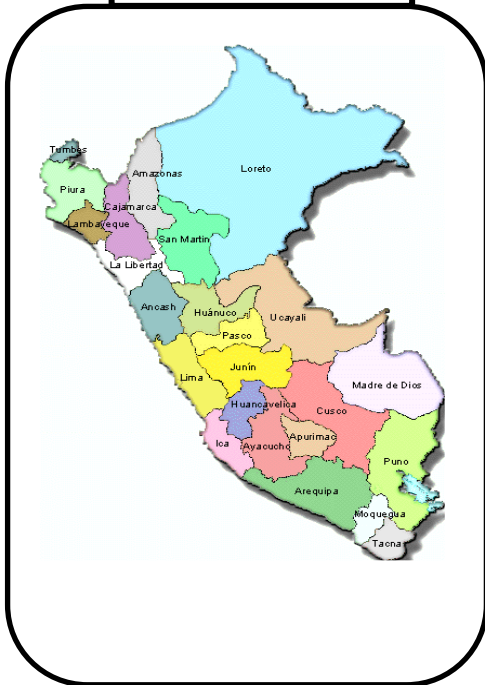 Tumbes
Loreto
Amazonas
Piura
Cajamarca
Lambayeque
San Martin
La Libertad
Ancash
Huánuco
Ucayali
Pasco
Junín
Lima
Madre de Dios
Huancavelica
Cusco
Ica
Ayacucho
Apurimac
Puno
Arequipa
Moquegua
Tacna